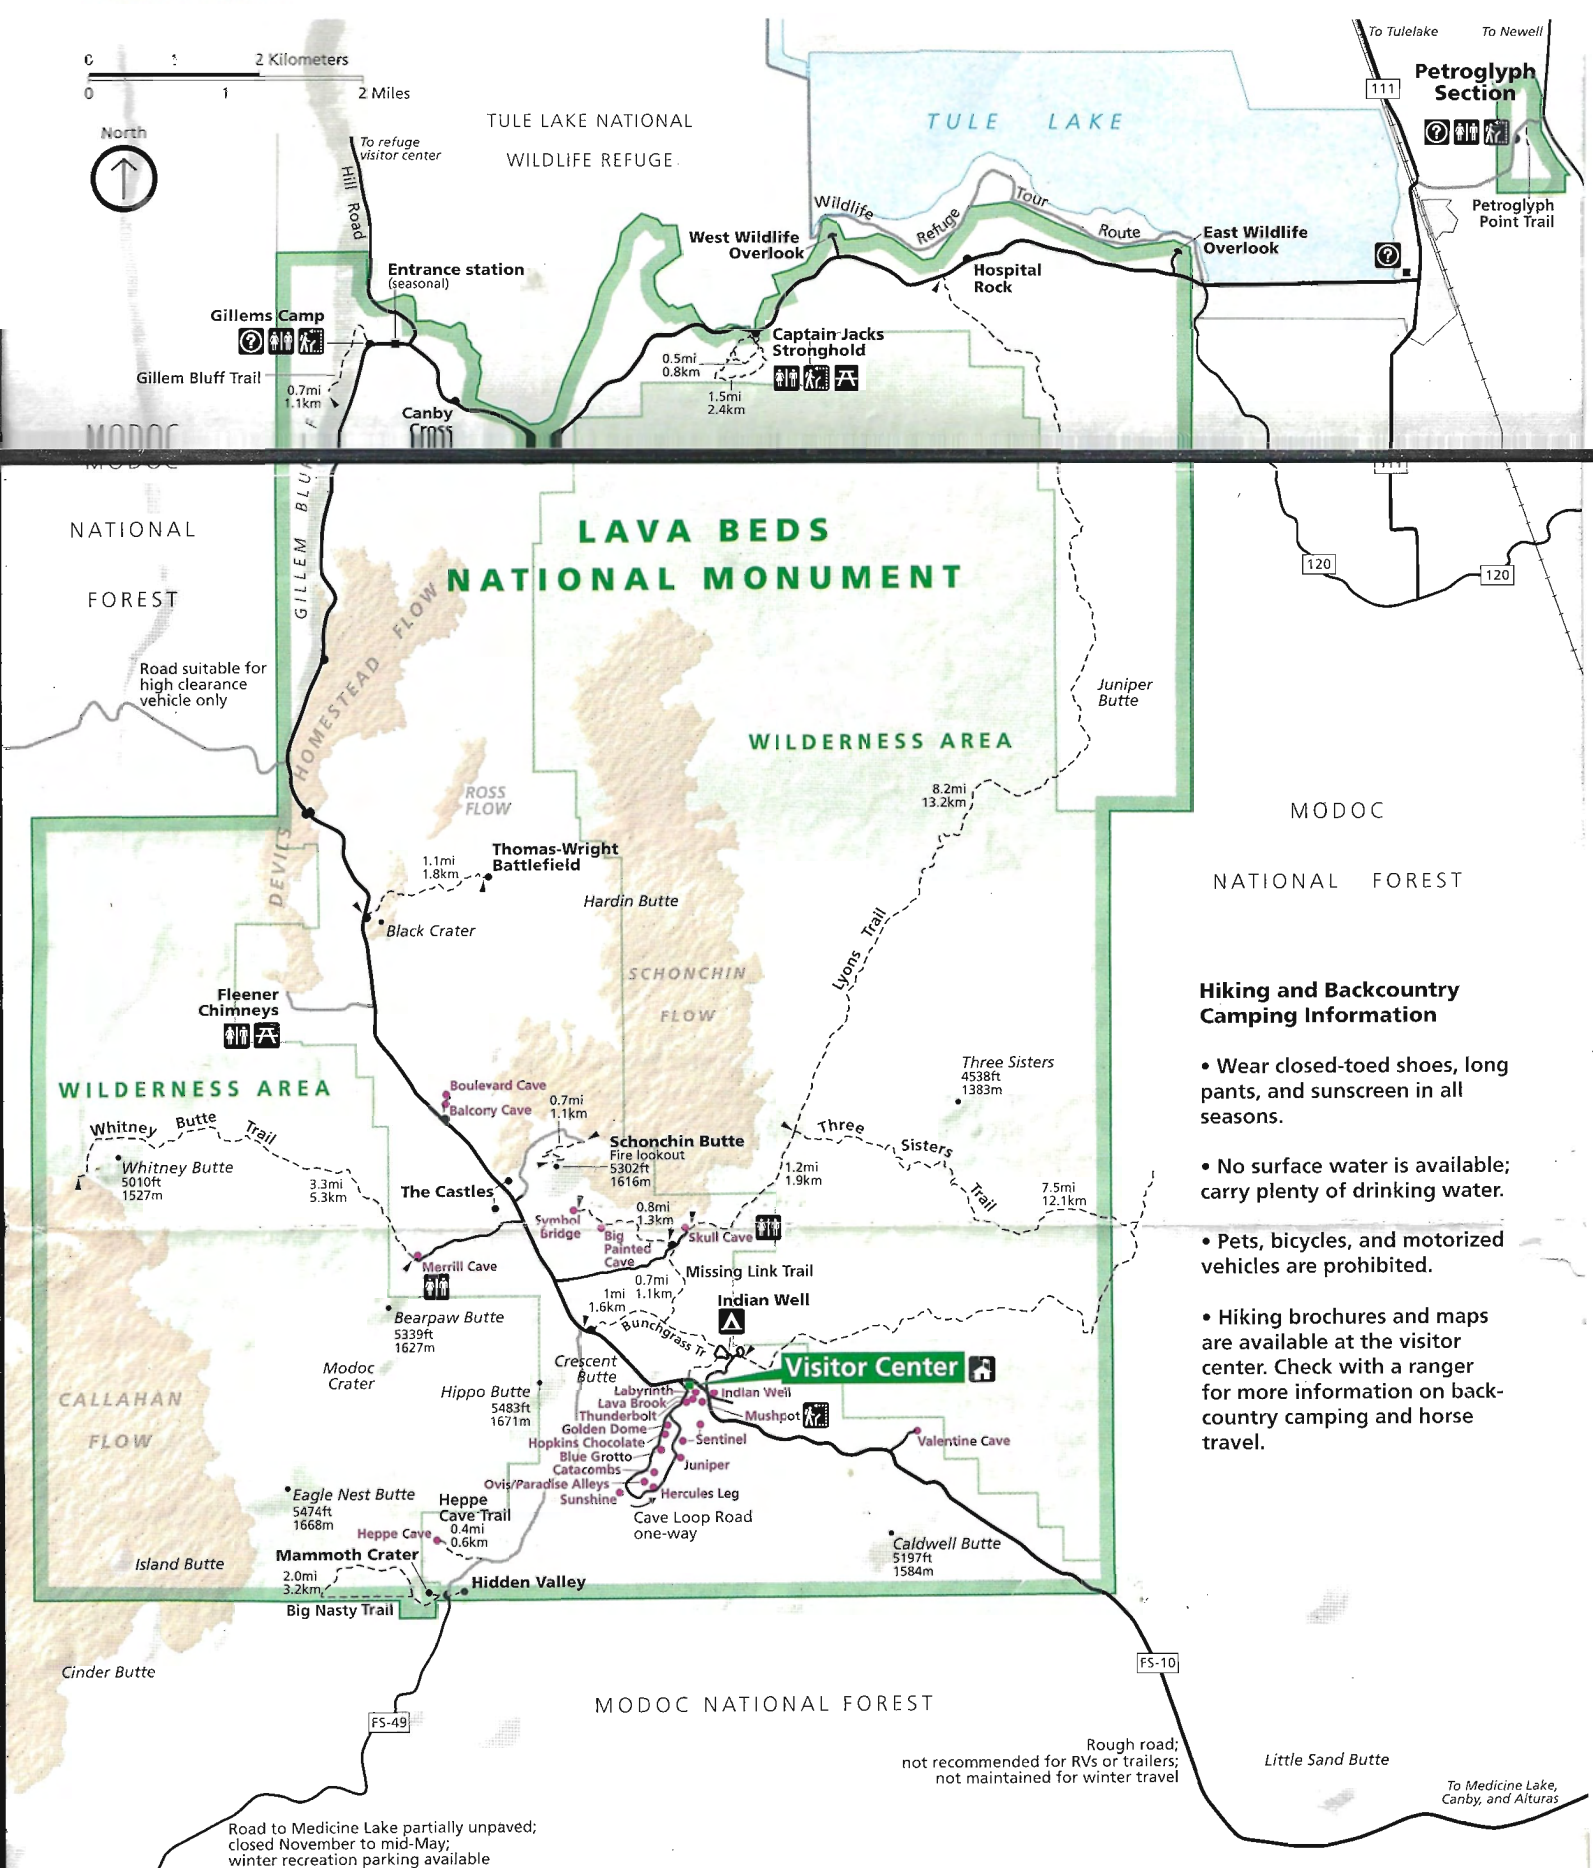 0 1 2 Kilometers
0 1 2 Miles
North
To refuge
visitor center
Hill Road
TULE LAKE NATIONAL
WILDLIFE REFUGE
TULE LAKE
To Tulelake
To Newell
111
Petroglyph
Section
Petroglyph
Point Trail
Wildlife Refuge Tour Route
West Wildlife
Overlook
East Wildlife
Overlook
Hospital
Rock
Entrance station
(seasonal)
Gillems Camp
Gillem Bluff Trail
0.7mi
1.1km
Canby
Cross
Captain Jacks
Stronghold
0.5mi
0.8km
1.5mi
2.4km
MODOC
NATIONAL
FOREST
GILLEM BLUFF
LAVA BEDS
NATIONAL MONUMENT
111
120
120
Road suitable for
high clearance
vehicle only
DEVILS HOMESTEAD FLOW
ROSS
FLOW
WILDERNESS AREA
Juniper
Butte
8.2mi
13.2km
MODOC
NATIONAL FOREST
Thomas-Wright
Battlefield
1.1mi
1.8km
Black Crater
Hardin Butte
SCHONCHIN
FLOW
Lyons Trail
Fleener
Chimneys
WILDERNESS AREA
Whitney Butte Trail
Whitney Butte
5010ft
1527m
3.3mi
5.3km
Boulevard Cave
Balcony Cave
0.7mi
1.1km
Schonchin Butte
Fire lookout
5302ft
1616m
The Castles
Three Sisters
4538ft
1383m
Three Sisters Trail
1.2mi
1.9km
7.5mi
12.1km
Symbol
Bridge
Big
Painted
Cave
0.8mi
1.3km
Skull Cave
Merrill Cave
Missing Link Trail
0.7mi
1.1km
1mi
1.6km
Bunchgrass Tr
Indian Well
Bearpaw Butte
5339ft
1627m
Modoc
Crater
Hippo Butte
5483ft
1671m
Crescent
Butte
Visitor Center
Labyrinth
Lava Brook
Thunderbolt
Golden Dome
Hopkins Chocolate
Blue Grotto
Catacombs
Ovis/Paradise Alleys
Sunshine
Indian Well
Mushpot
Sentinel
Juniper
Hercules Leg
Cave Loop Road
one-way
Valentine Cave
CALLAHAN
FLOW
Eagle Nest Butte
5474ft
1668m
Heppe
Cave Trail
0.4mi
0.6km
Heppe Cave
Island Butte
Mammoth Crater
2.0mi
3.2km
Big Nasty Trail
Hidden Valley
Caldwell Butte
5197ft
1584m
Cinder Butte
FS-49
MODOC NATIONAL FOREST
FS-10
Rough road;
not recommended for RVs or trailers;
not maintained for winter travel
Little Sand Butte
To Medicine Lake,
Canby, and Alturas
Road to Medicine Lake partially unpaved;
closed November to mid-May;
winter recreation parking available
Hiking and Backcountry
Camping Information
• Wear closed-toed shoes, long
pants, and sunscreen in all
seasons.
• No surface water is available;
carry plenty of drinking water.
• Pets, bicycles, and motorized
vehicles are prohibited.
• Hiking brochures and maps
are available at the visitor
center. Check with a ranger
for more information on back-
country camping and horse
travel.